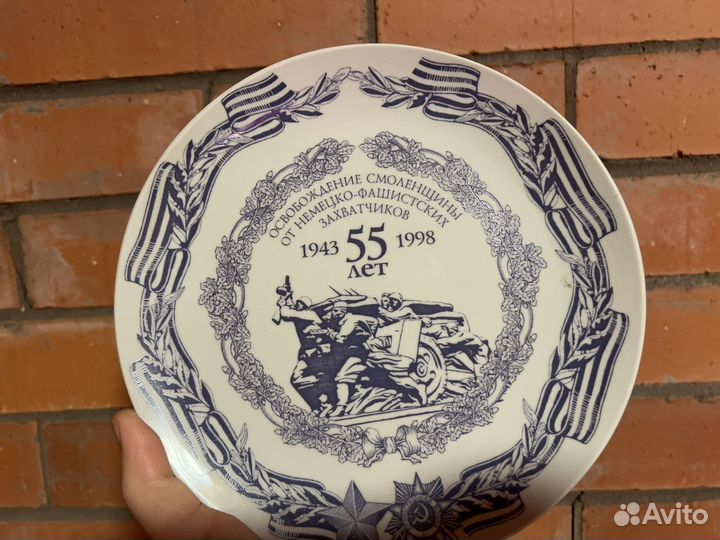 ОСВОБОЖДЕНИЕ СМОЛЕНЩИНЫ
ОТ НЕМЕЦКО-ФАШИСТСКИХ
ЗАХВАТЧИКОВ
1943 55 1998
лет
Avito